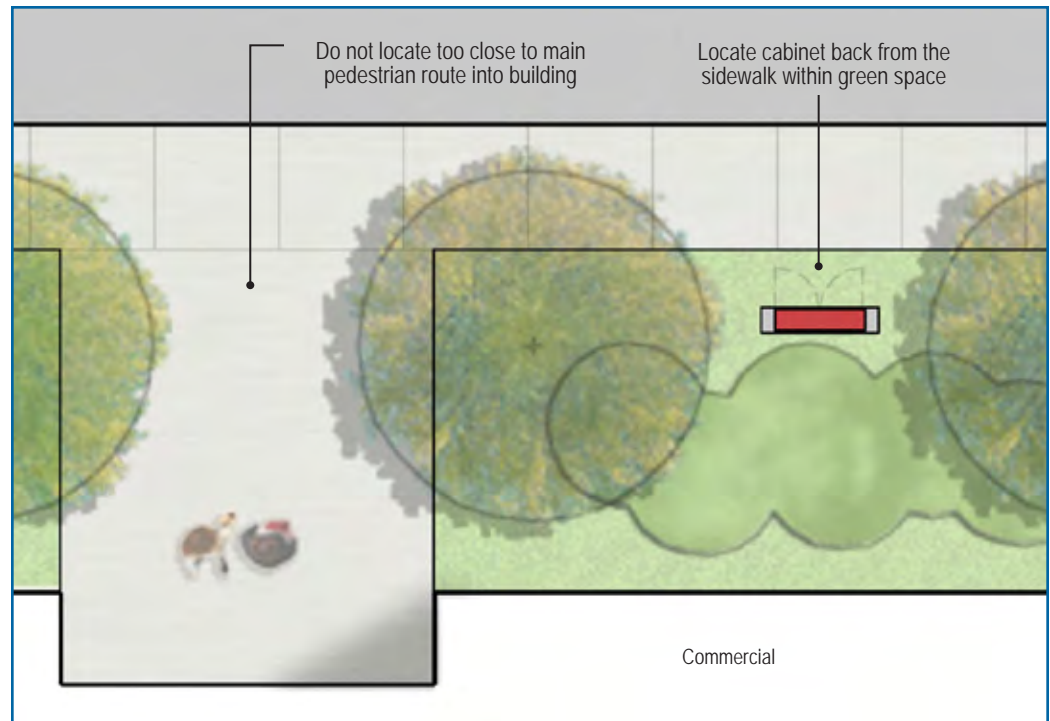 Do not locate too close to main
pedestrian route into building
Locate cabinet back from the
sidewalk within green space
Commercial